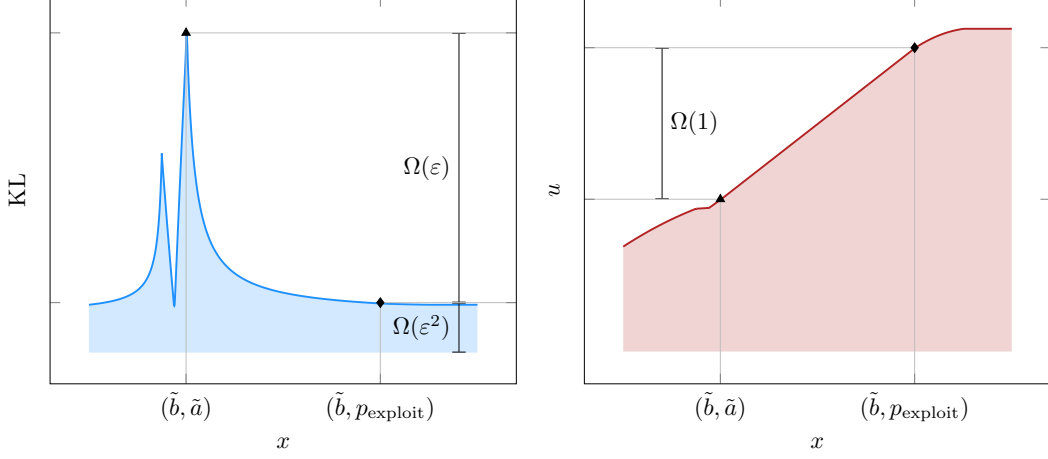 KL
Ω(ε)
Ω(ε²)
(b̃, ã)
(b̃, p_exploit)
x
u
Ω(1)
(b̃, ã)
(b̃, p_exploit)
x